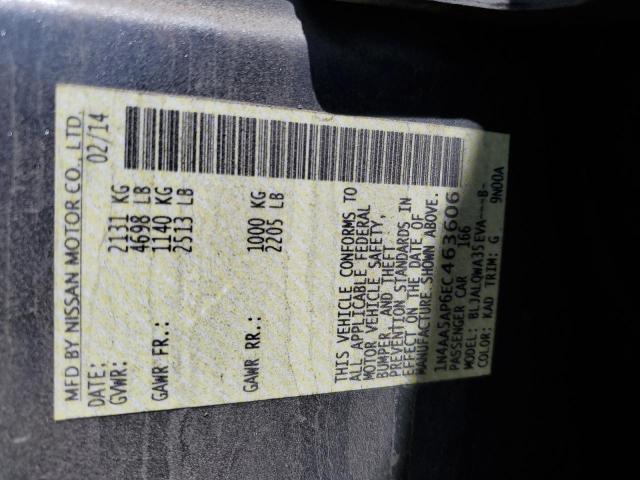 MFD BY NISSAN MOTOR CO., LTD.
DATE: 02/14
GVWR: 2131 KG
4698 LB
GAWR FR.: 1140 KG
2513 LB
GAWR RR.: 1000 KG
2205 LB
THIS VEHICLE CONFORMS TO
ALL APPLICABLE FEDERAL
MOTOR VEHICLE SAFETY,
BUMPER, AND THEFT
PREVENTION STANDARDS IN
EFFECT ON THE DATE OF
MANUFACTURE SHOWN ABOVE.
1N4AA5AP6EC463606
PASSENGER CAR 166
MODEL: BLJALQWA35EVA----B-
COLOR: KAD TRIM: G 9N00A